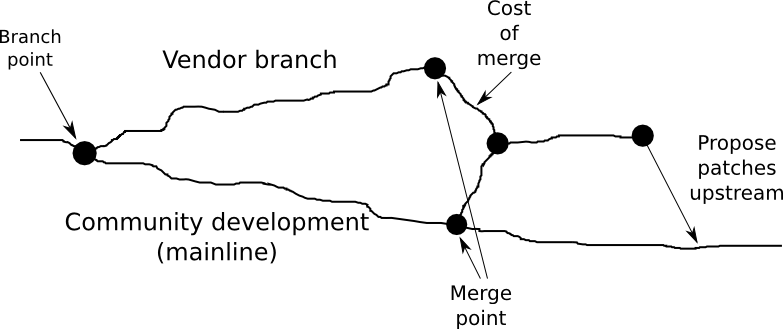 Branch
point
Vendor branch
Cost
of
merge
Propose
patches
upstream
Community development
(mainline)
Merge
point